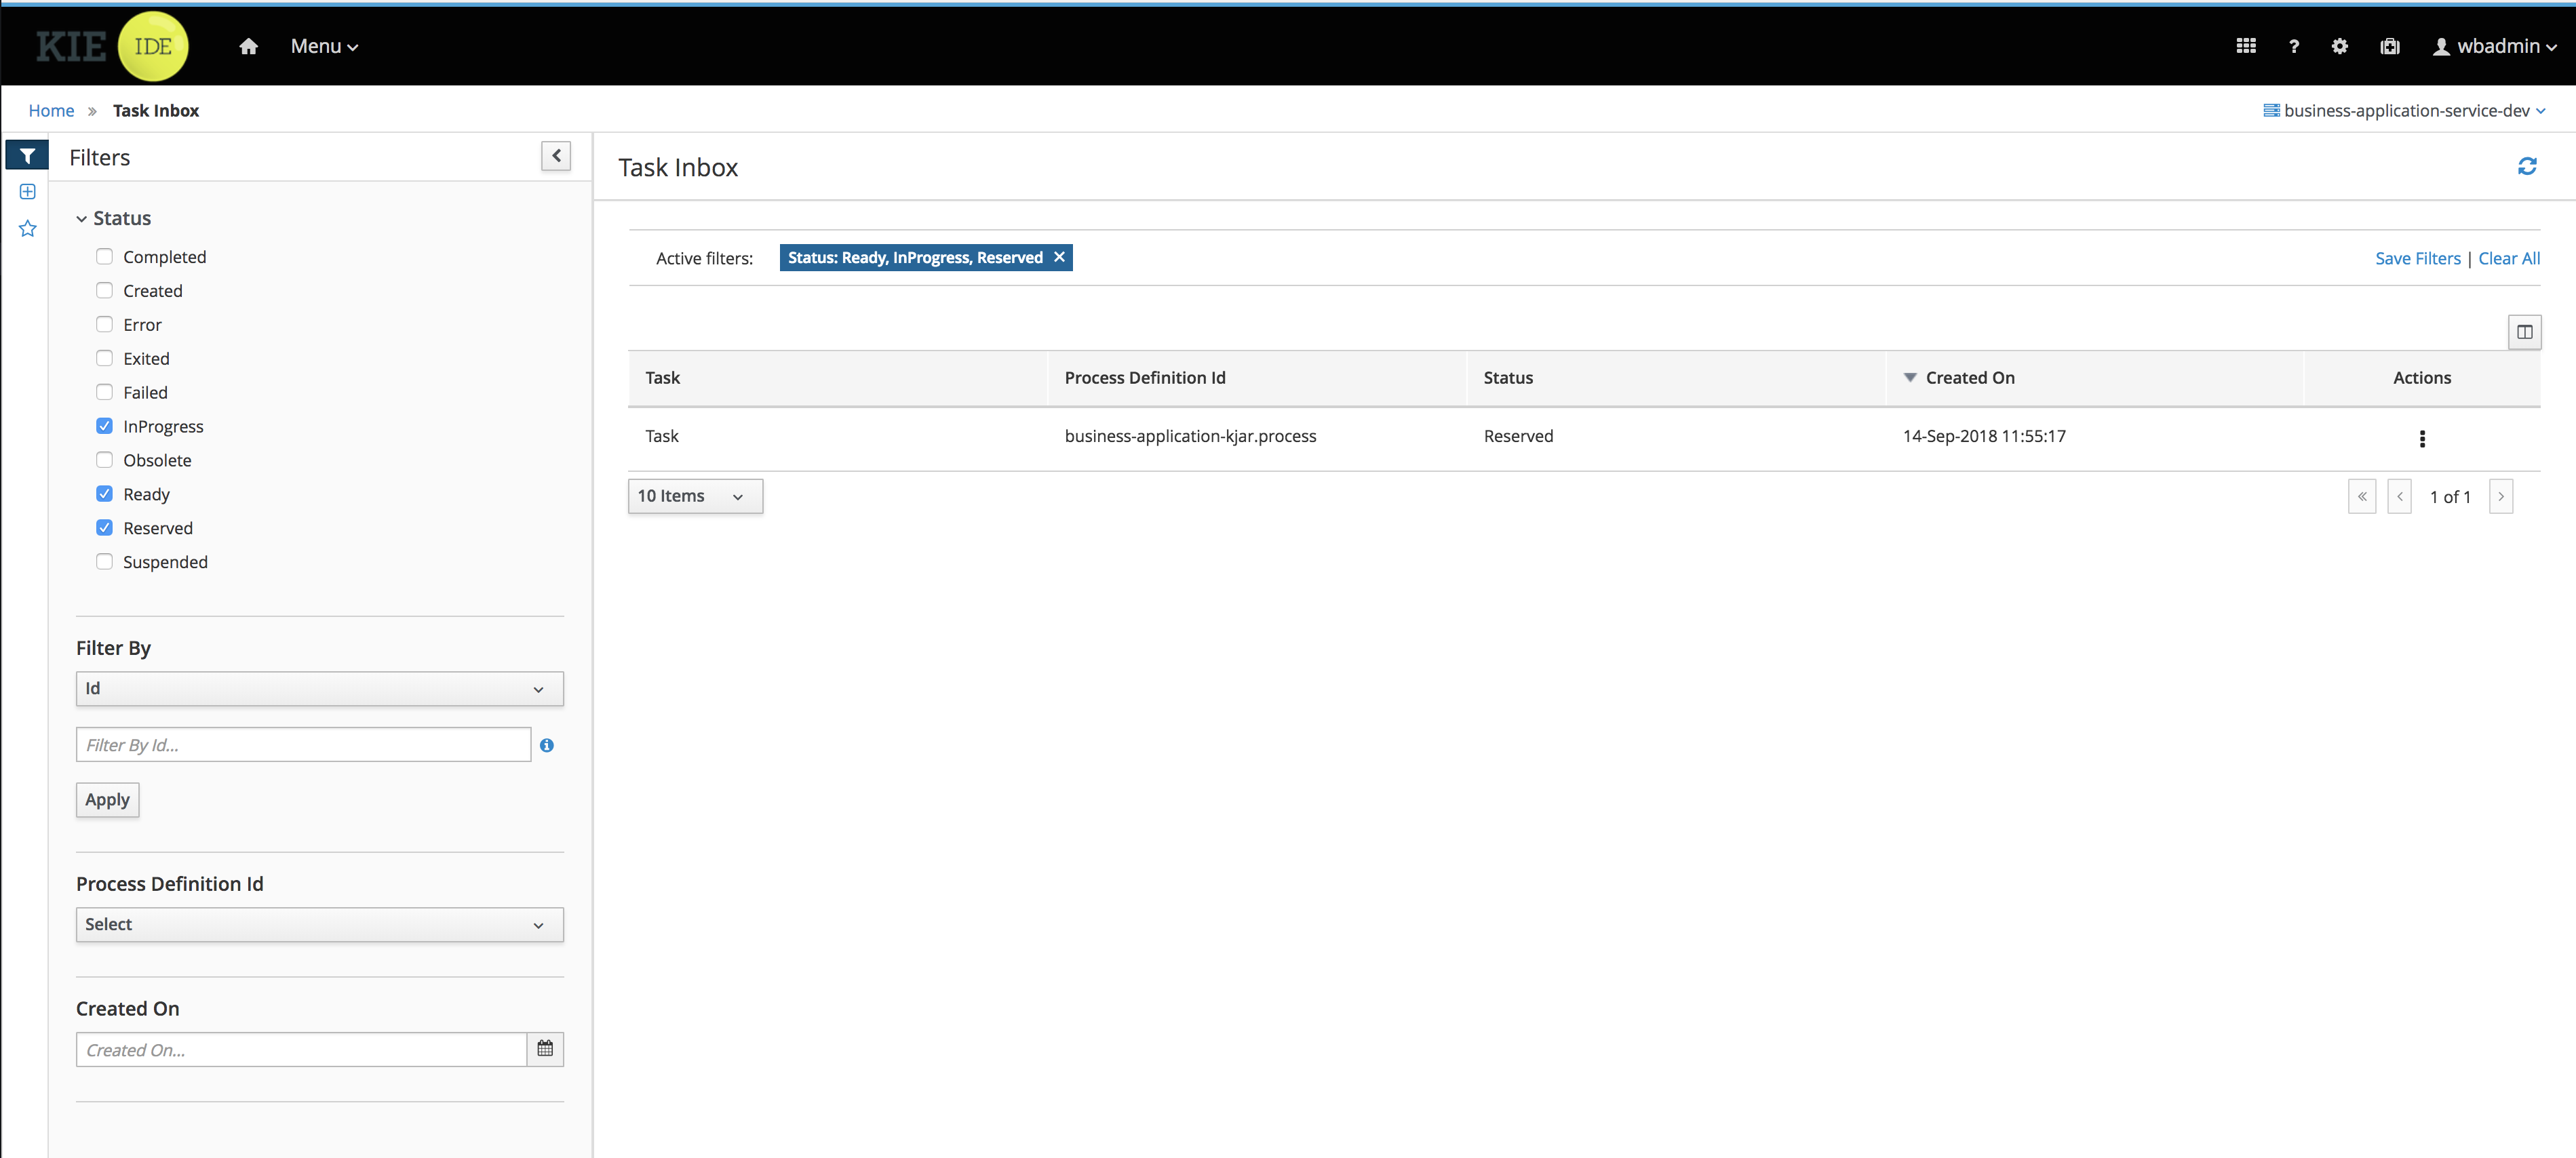 KIE IDE Menu ? wbadmin
Home » Task Inbox business-application-service-dev
Filters
Task Inbox
Status
Completed
Created
Error
Exited
Failed
InProgress
Obsolete
Ready
Reserved
Suspended
Filter By
Id
Filter By Id...
Apply
Process Definition Id
Select
Created On
Created On...
Active filters: Status: Ready, InProgress, Reserved × Save Filters | Clear All
Task Process Definition Id Status Created On Actions
Task business-application-kjar.process Reserved 14-Sep-2018 11:55:17
10 Items « < 1 of 1 >